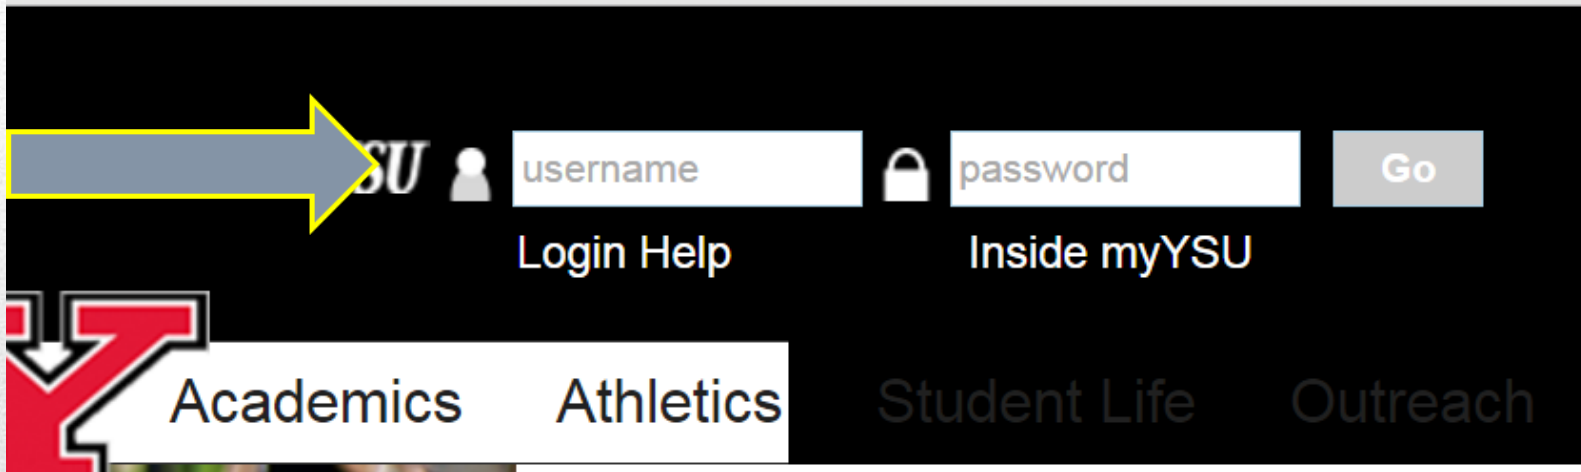 SU username password Go
Login Help Inside myYSU
Y
Academics Athletics Student Life Outreach